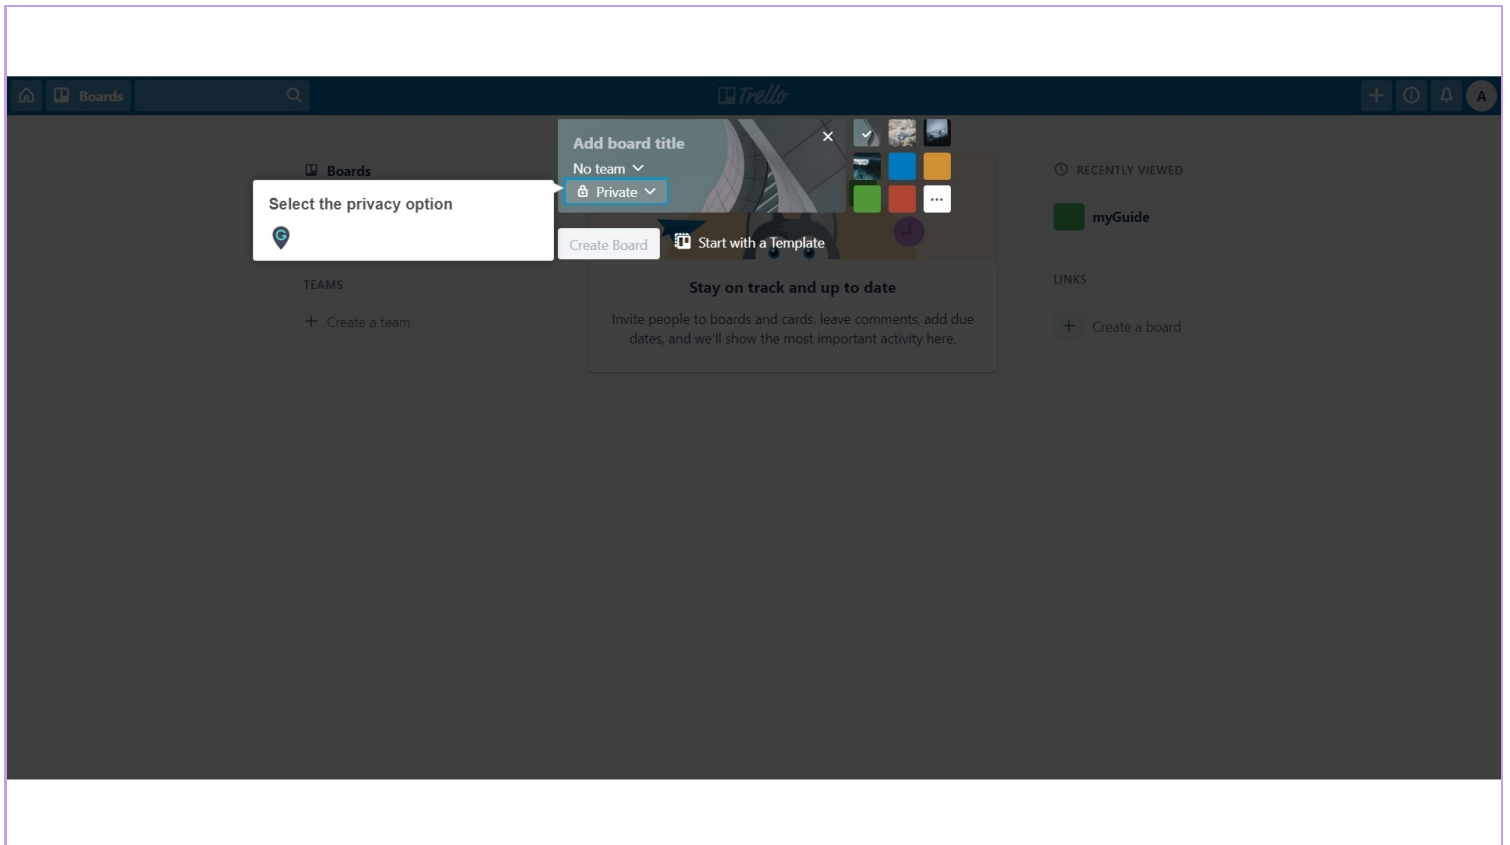 Boards
Trello
A
Add board title
No team
Private
Boards
Select the privacy option
G
Create Board
Start with a Template
TEAMS
Create a team
Stay on track and up to date
Invite people to boards and cards, leave comments, add due
dates, and we'll show the most important activity here.
RECENTLY VIEWED
myGuide
LINKS
Create a board